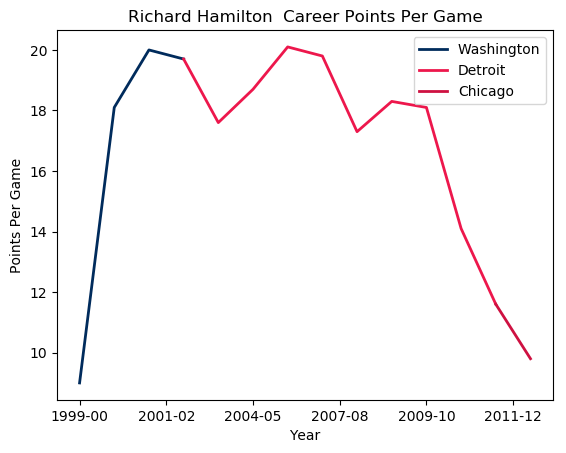 Richard Hamilton  Career Points Per Game
Washington
Detroit
Chicago
Points Per Game
20
18
16
14
12
10
1999-00 2001-02 2004-05 2007-08 2009-10 2011-12
Year